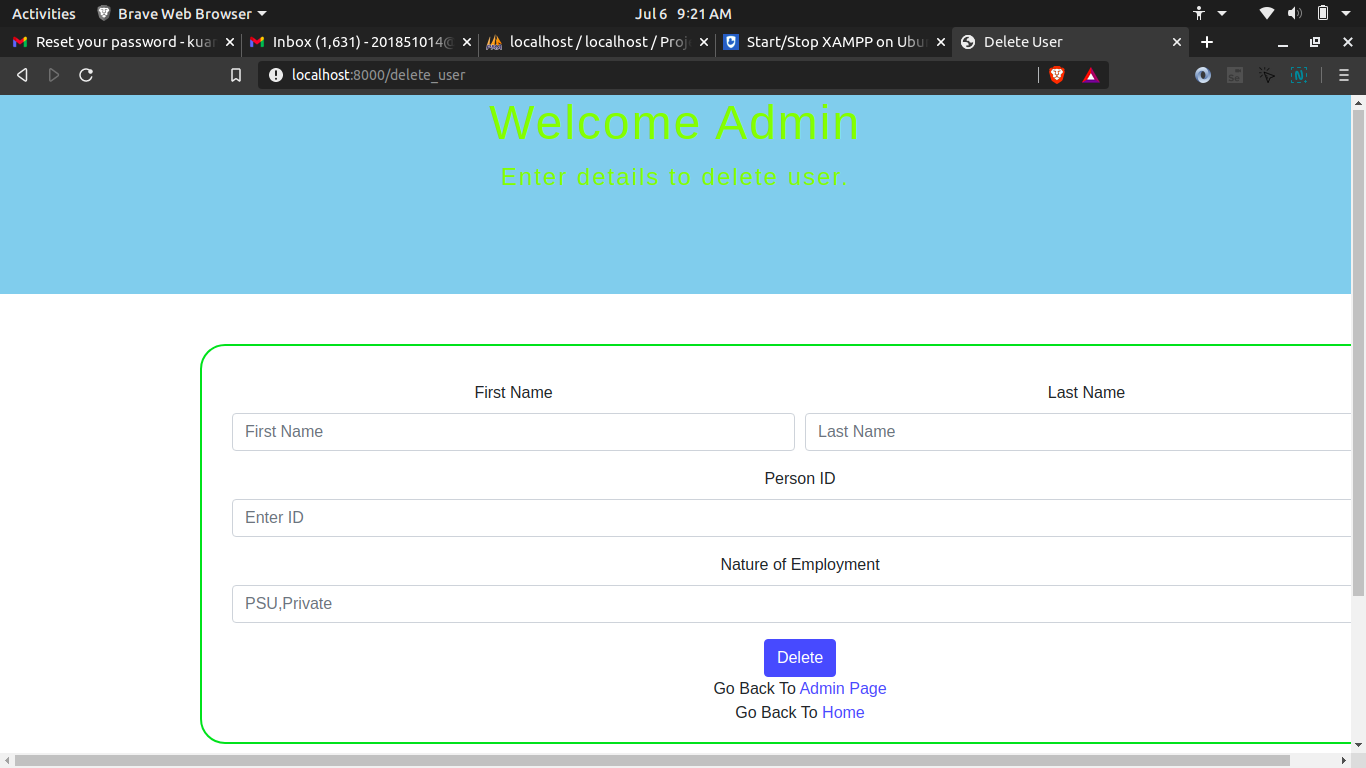 Activities Brave Web Browser Jul 6 9:21 AM
Reset your password - kuar Inbox (1,631) - 201851014@ localhost / localhost / Proj Start/Stop XAMPP on Ubu Delete User
localhost:8000/delete_user
Welcome Admin
Enter details to delete user.
First Name Last Name
First Name Last Name
Person ID
Enter ID
Nature of Employment
PSU,Private
Delete
Go Back To Admin Page
Go Back To Home